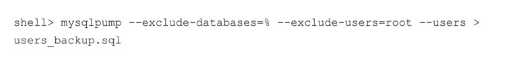 shell> mysqlpump --exclude-databases=% --exclude-users=root --users >
users_backup.sql